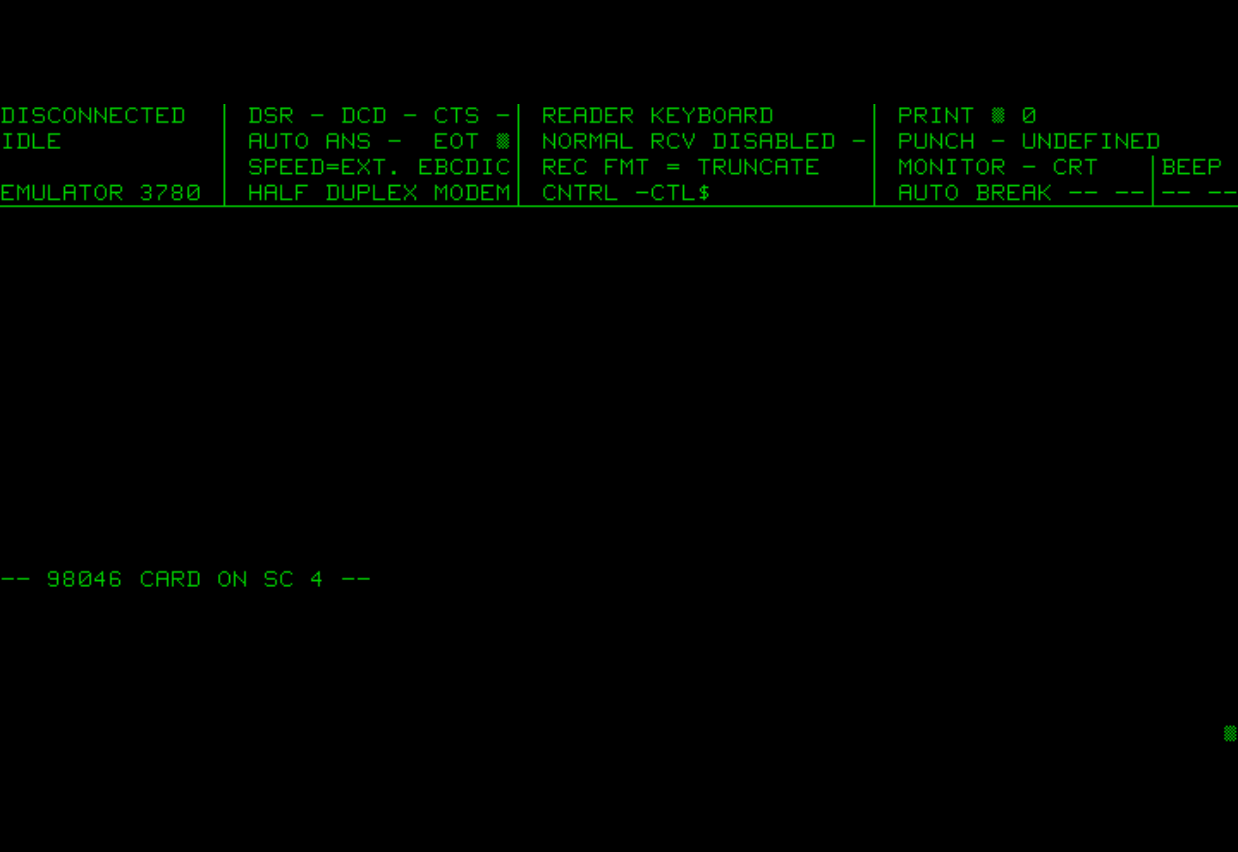 DISCONNECTED DSR - DCD - CTS - READER KEYBOARD PRINT ▒ 0
IDLE AUTO ANS - EOT ▒ NORMAL RCV DISABLED - PUNCH - UNDEFINED
SPEED=EXT. EBCDIC REC FMT = TRUNCATE MONITOR - CRT BEEP
EMULATOR 3780 HALF DUPLEX MODEM CNTRL -CTL$ AUTO BREAK -- -- -- --
-- 98046 CARD ON SC 4 --